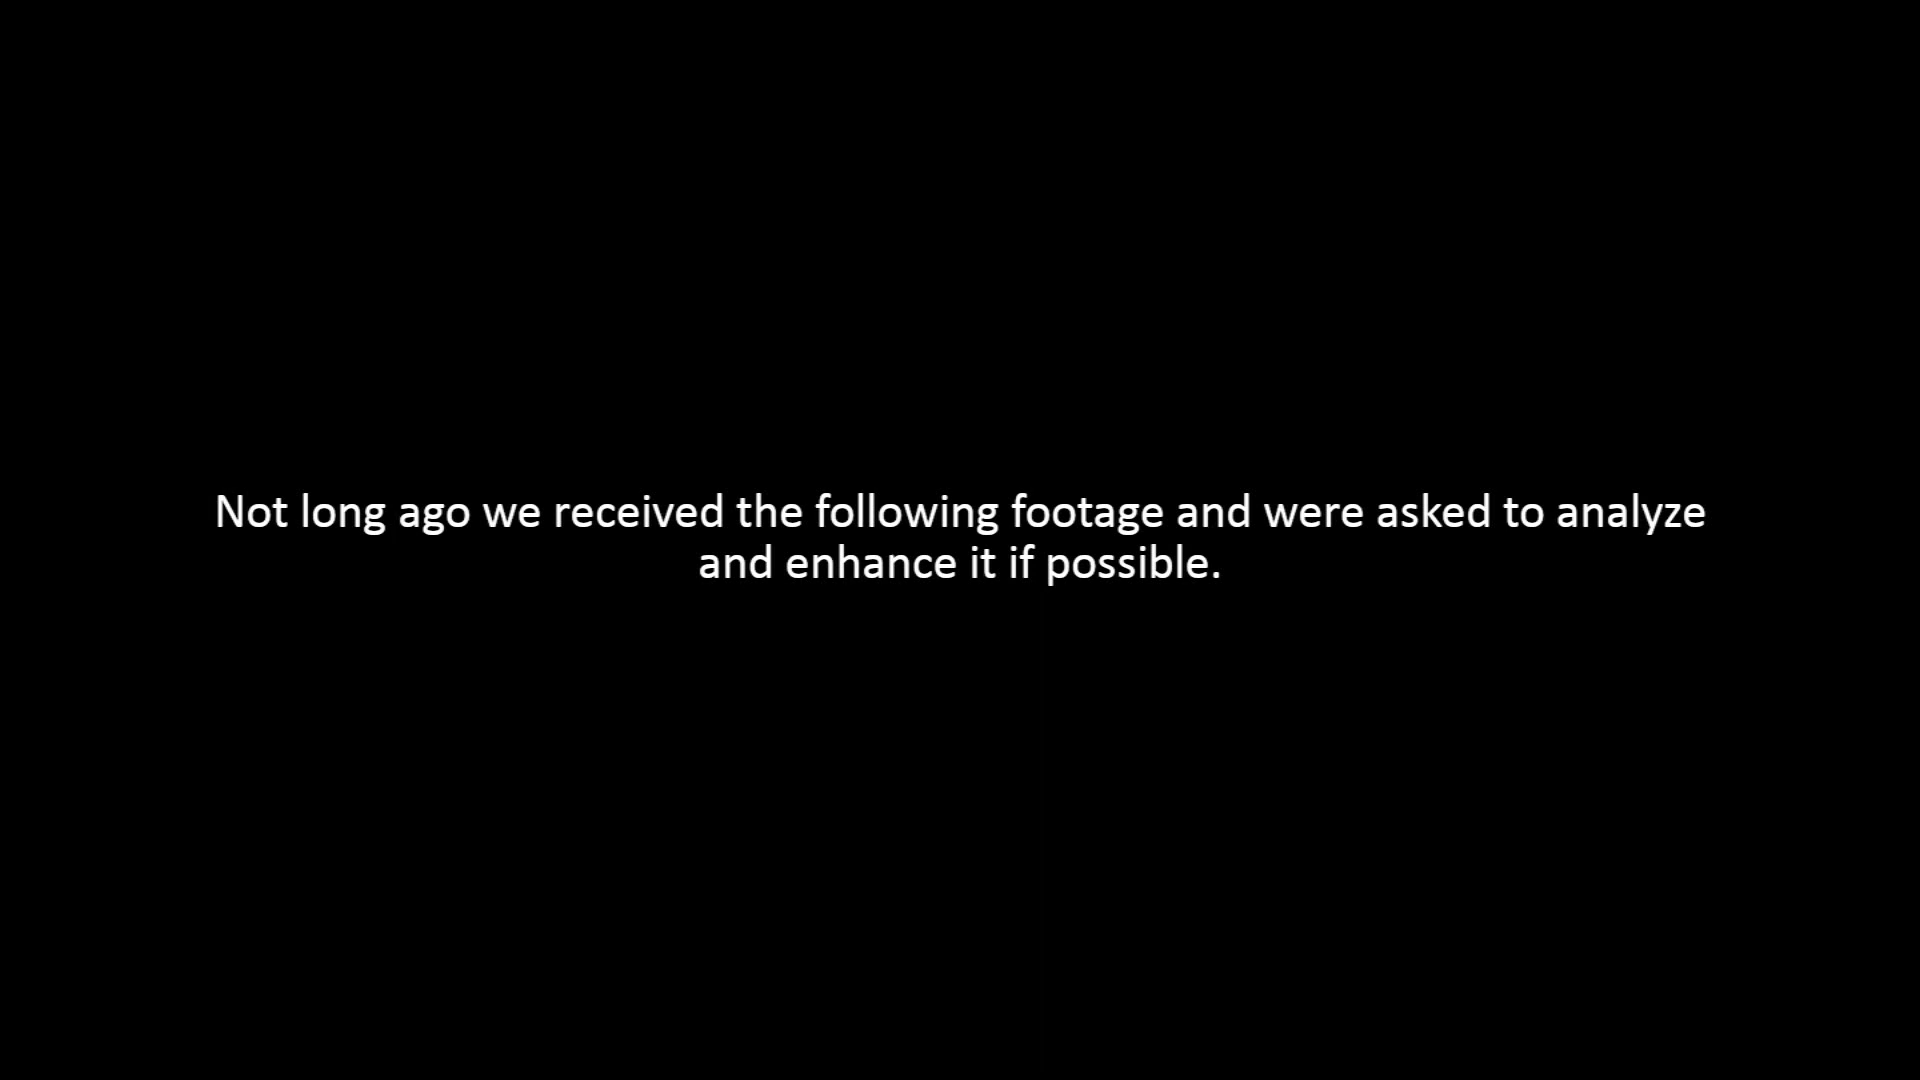 Not long ago we received the following footage and were asked to analyze
and enhance it if possible.